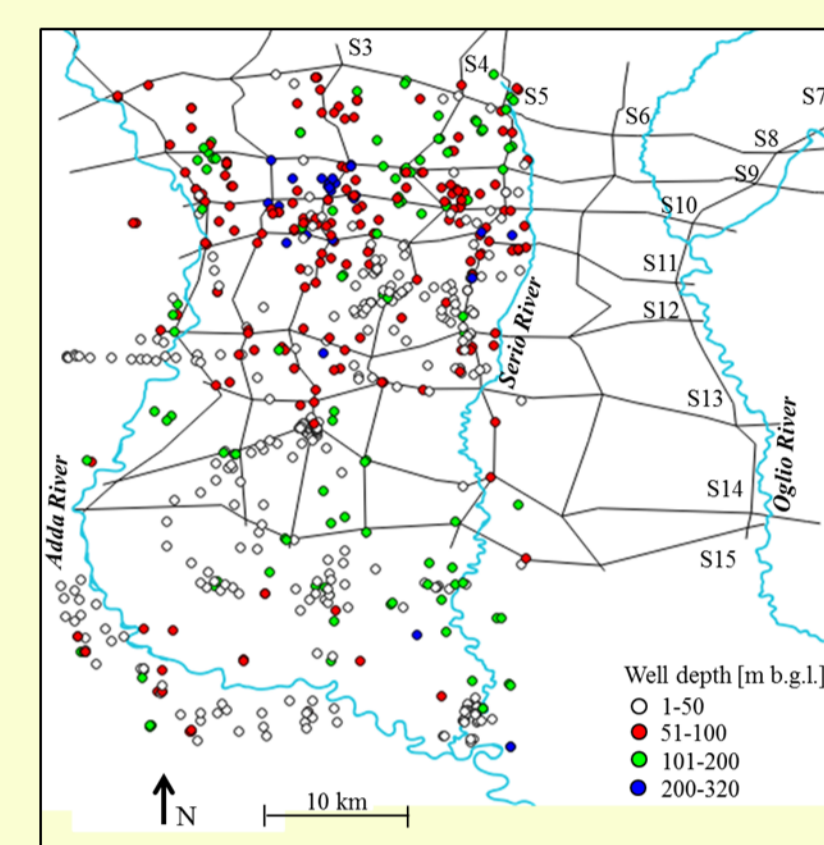 S3
S4
S5
S6
S7
S8
S9
S10
S11
S12
S13
S14
S15
Serio River
Oglio River
Adda River
Well depth [m b.g.l.]
1-50
51-100
101-200
200-320
10 km
N